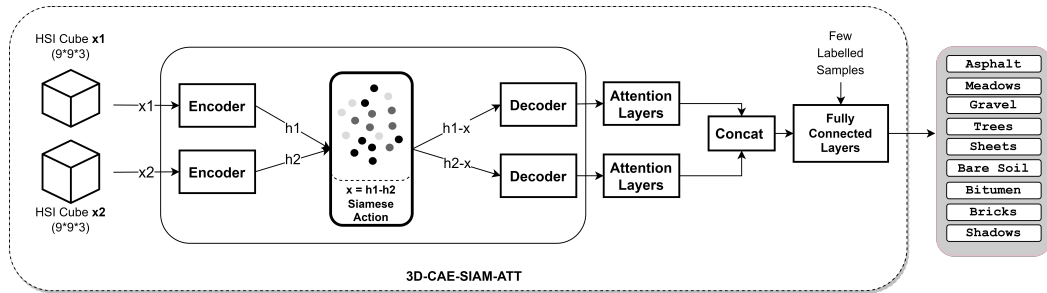 HSI Cube x1
(9*9*3)
HSI Cube x2
(9*9*3)
x1
x2
Encoder
Encoder
h1
h2
x = h1-h2
Siamese
Action
h1-x
h2-x
Decoder
Decoder
Attention
Layers
Attention
Layers
Concat
Few
Labelled
Samples
Fully
Connected
Layers
Asphalt
Meadows
Gravel
Trees
Sheets
Bare Soil
Bitumen
Bricks
Shadows
3D-CAE-SIAM-ATT